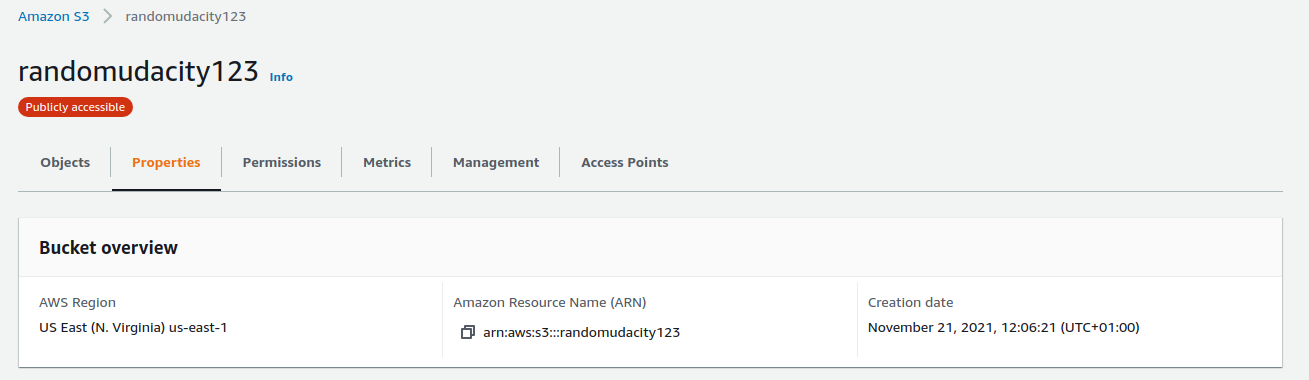 Amazon S3 > randomudacity123
randomudacity123 Info
Publicly accessible
Objects Properties Permissions Metrics Management Access Points
Bucket overview
AWS Region Amazon Resource Name (ARN) Creation date
US East (N. Virginia) us-east-1 arn:aws:s3:::randomudacity123 November 21, 2021, 12:06:21 (UTC+01:00)